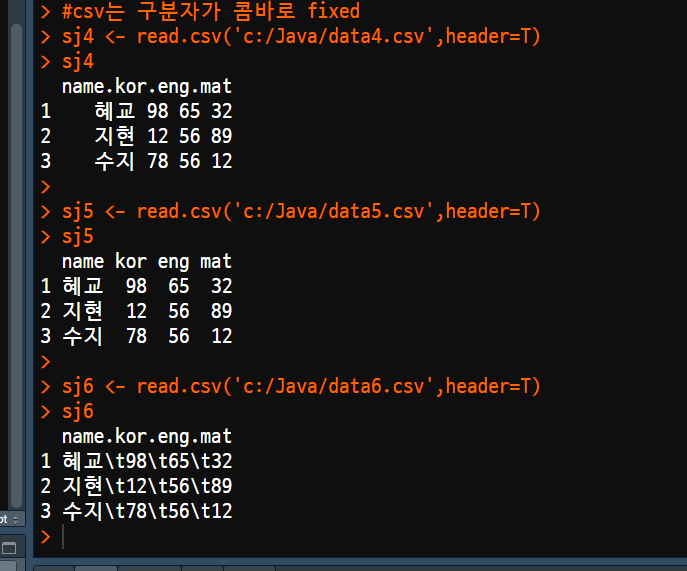 > #csv는 구분자가 콤바로 fixed
> sj4 <- read.csv('c:/Java/data4.csv',header=T)
> sj4
  name.kor.eng.mat
1   혜교 98 65 32
2   지현 12 56 89
3   수지 78 56 12
>
> sj5 <- read.csv('c:/Java/data5.csv',header=T)
> sj5
  name kor eng mat
1 혜교  98  65  32
2 지현  12  56  89
3 수지  78  56  12
>
> sj6 <- read.csv('c:/Java/data6.csv',header=T)
> sj6
  name.kor.eng.mat
1 혜교\t98\t65\t32
2 지현\t12\t56\t89
3 수지\t78\t56\t12
>